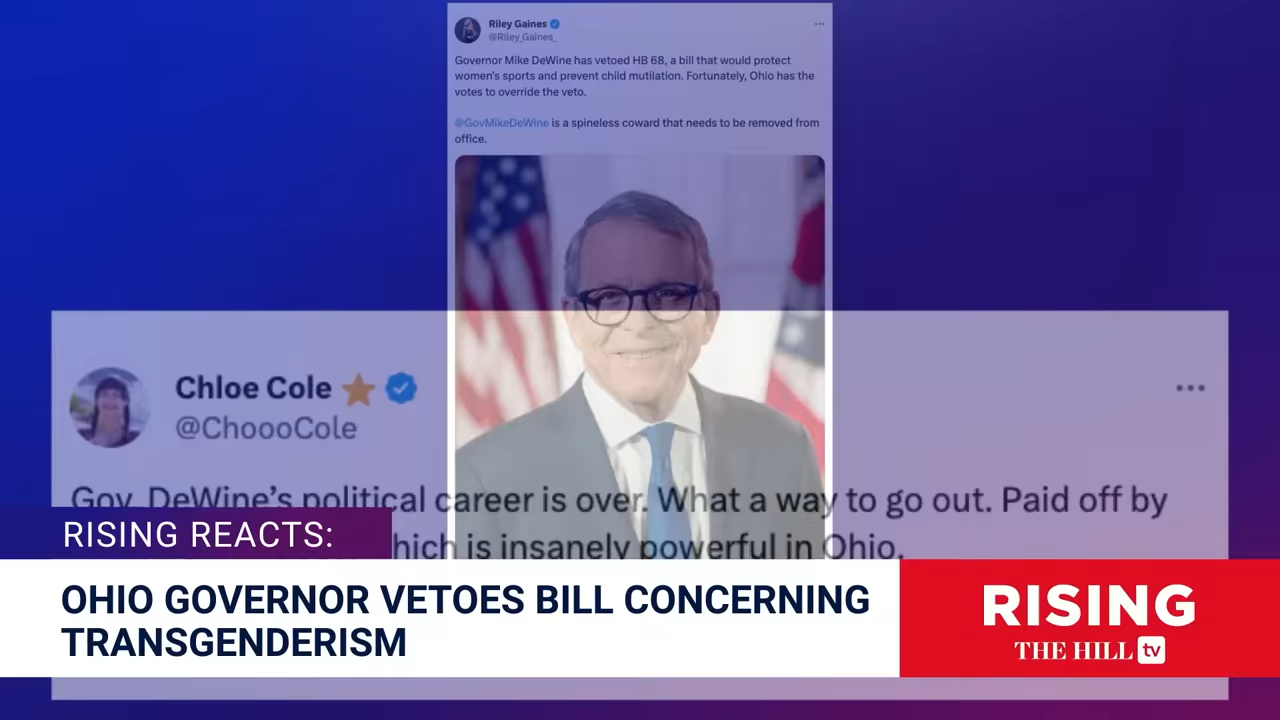 Riley Gaines
@Riley_Gaines_
Governor Mike DeWine has vetoed HB 68, a bill that would protect
women's sports and prevent child mutilation. Fortunately, Ohio has the
votes to override the veto.
@GovMikeDeWine is a spineless coward that needs to be removed from
office.
Chloe Cole
@ChoooCole
Gov. DeWine's political career is over. What a way to go out. Paid off by
hich is insanely powerful in Ohio.
RISING REACTS:
OHIO GOVERNOR VETOES BILL CONCERNING
TRANSGENDERISM
RISING
THE HILL tv